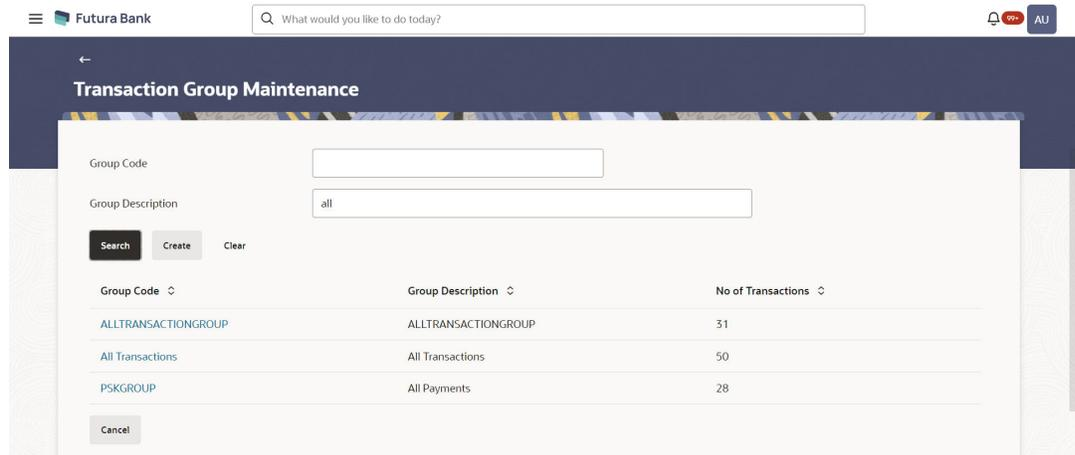 Futura Bank
What would you like to do today?
99+
AU
Transaction Group Maintenance
Group Code
Group Description
all
Search Create Clear
Group Code Group Description No of Transactions
ALLTRANSACTIONGROUP ALLTRANSACTIONGROUP 31
All Transactions All Transactions 50
PSKGROUP All Payments 28
Cancel